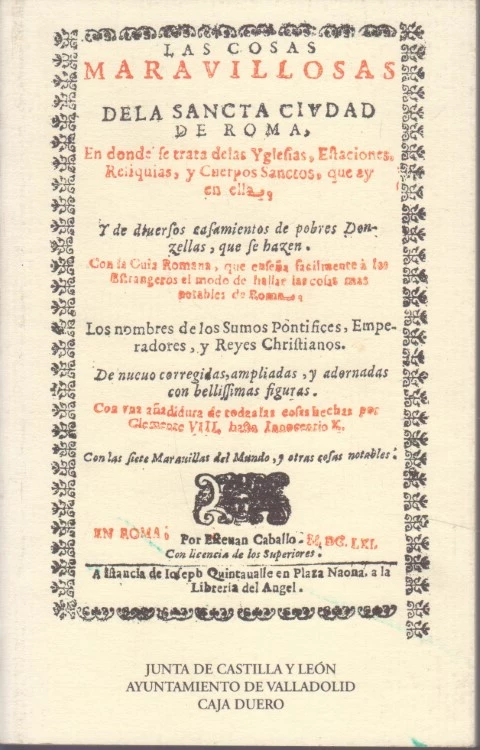 LAS COSAS
MARAVILLOSAS
DELA SANCTA CIVDAD
DE ROMA,
En donde se trata delas Yglesias, Estaciones,
Reliquias, y Cuerpos Sanctos, que ay
en ella,
Y de diuersos casamientos de pobres Don-
zellas, que se hazen.
Con la Guia Romana, que enseña facilmente à los
Estrangeros el modo de hallar las cosas mas
notables de Roma.
Los nombres de los Sumos Pontifices, Empe-
radores, y Reyes Christianos.
De nueuo corregidas, ampliadas, y adornadas
con bellissimas figuras.
Con vna añadidura de todas las cosas hechas por
Clemente VIII, hasta Innocentio X.
Con las siete Marauillas del Mundo, y otras cosas notables.
EN ROMA, Por Esteuan Caballo. M.DC.LXI.
Con licencia de los Superiores.
A istancia de Ioseph Quintaualle en Plaza Naona. a la
Libreria del Angel.
JUNTA DE CASTILLA Y LEÓN
AYUNTAMIENTO DE VALLADOLID
CAJA DUERO